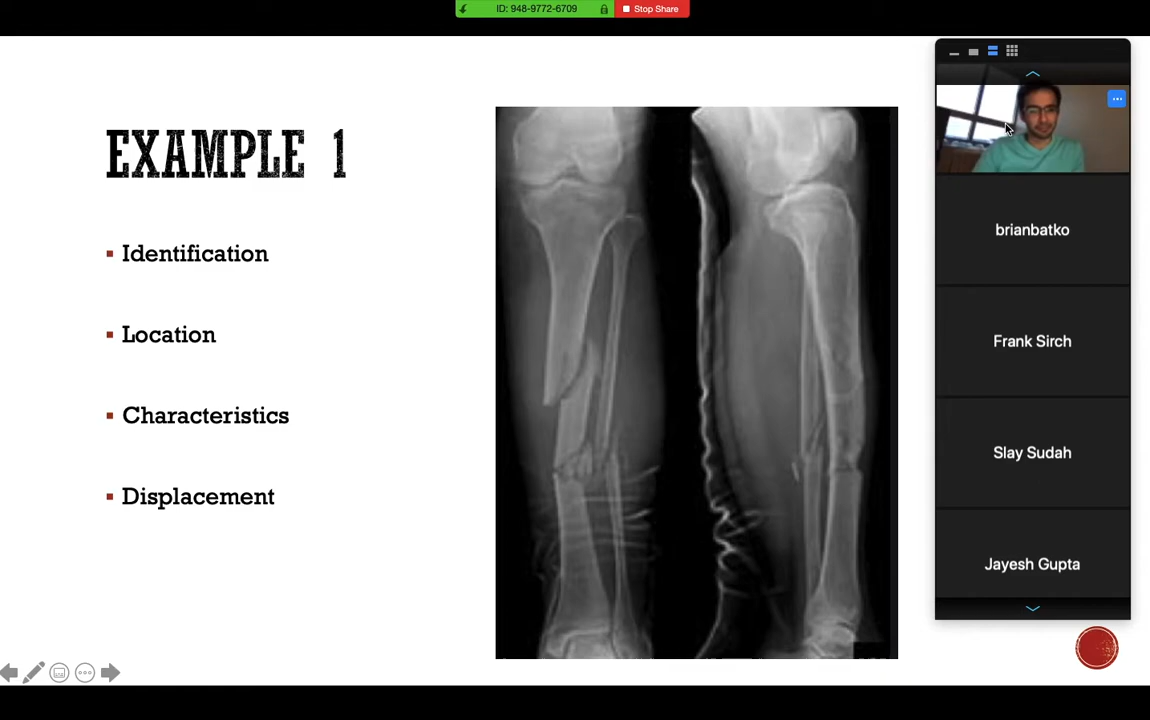 ID: 948-9772-6709
Stop Share
EXAMPLE 1
Identification
Location
Characteristics
Displacement
brianbatko
Frank Sirch
Slay Sudah
Jayesh Gupta